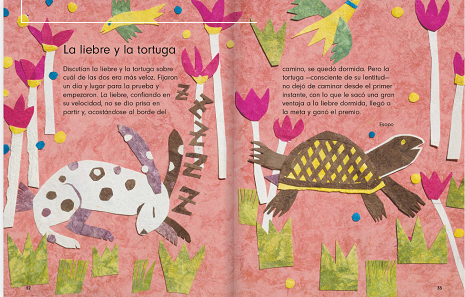 La liebre y la tortuga
Discutían la liebre y la tortuga sobre
cuál de las dos era más veloz. Fijaron
un día y lugar para la prueba y
empezaron. La liebre, confiando en
su velocidad, no se dio prisa en
partir y, acostándose al borde del
camino, se quedó dormida. Pero la
tortuga —consciente de su lentitud—
no dejó de caminar desde el primer
instante, con lo que le sacó una gran
ventaja a la liebre dormida, llegó a
la meta y ganó el premio.
Esopo
Z Z Z Z Z Z Z
32
33